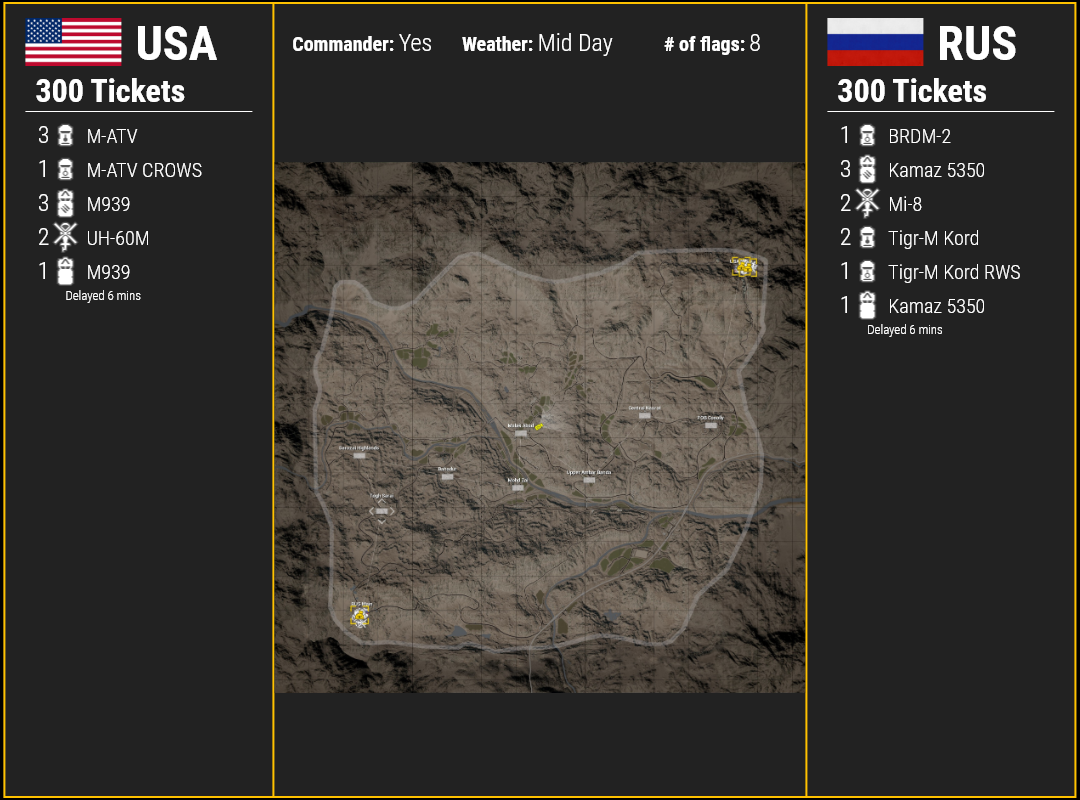 USA
300 Tickets
3 M-ATV
1 M-ATV CROWS
3 M939
2 UH-60M
1 M939
Delayed 6 mins
Commander: Yes Weather: Mid Day # of flags: 8
RUS
300 Tickets
1 BRDM-2
3 Kamaz 5350
2 Mi-8
2 Tigr-M Kord
1 Tigr-M Kord RWS
1 Kamaz 5350
Delayed 6 mins